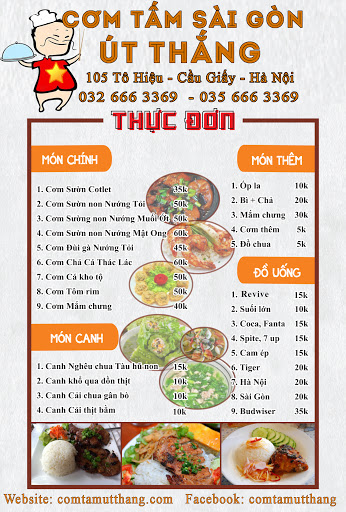 CƠM TẤM SÀI GÒN
ÚT THẮNG
105 Tô Hiệu - Cầu Giấy - Hà Nội
032 666 3369 - 035 666 3369
THỰC ĐƠN
MÓN CHÍNH
1. Cơm Sườn Cotlet 35k
2. Cơm Sườn non Nướng Tỏi 50k
3. Cơm Sường non Nướng Muối Ớt 50k
4. Cơm Sườn non Nướng Mật Ong 60k
5. Cơm Đùi gà Nướng Tỏi 45k
6. Cơm Chả Cá Thác Lác 60k
7. Cơm Cá kho tộ 50k
8. Cơm Tôm rim 50k
9. Cơm Mắm chưng 40k
MÓN CANH
1. Canh Nghêu chua Tàu hũ non 15k
2. Canh khổ qua dồn thịt 10k
3. Canh Cải chua gân bò 10k
4. Canh Cải thịt bằm 10k
MÓN THÊM
1. Ốp la 10k
2. Bì + Chả 20k
3. Mắm chưng 30k
4. Cơm thêm 5k
5. Đồ chua 5k
ĐỒ UỐNG
1. Revive 15k
2. Suối lớn 10k
3. Coca, Fanta 15k
4. Spite, 7 up 15k
5. Cam ép 15k
6. Tiger 20k
7. Hà Nội 20k
8. Sài Gòn 20k
9. Budwiser 35k
Website: comtamutthang.com Facebook: comtamutthang